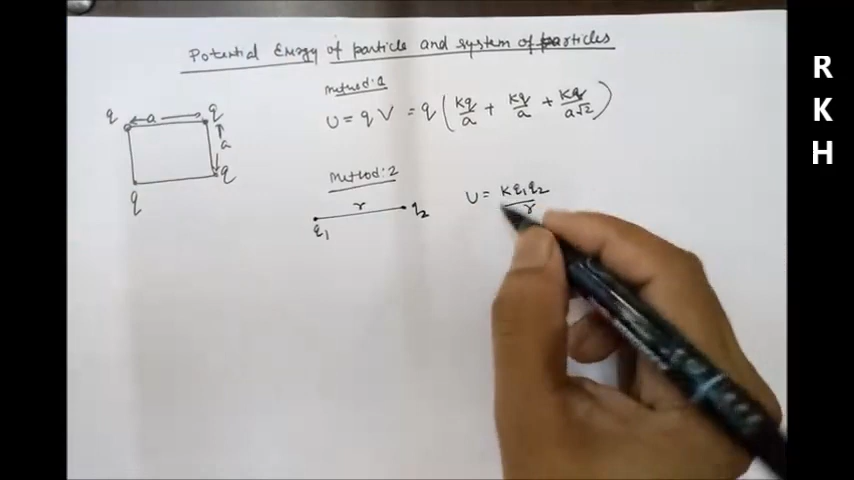 Potential Energy of particle and system of particles
method:1
U = qV = q (Kq/a + Kq/a + Kq/a√2)
q a q
a
q q
method:2
r
q1 q2
U = Kq1q2/r
R
K
H